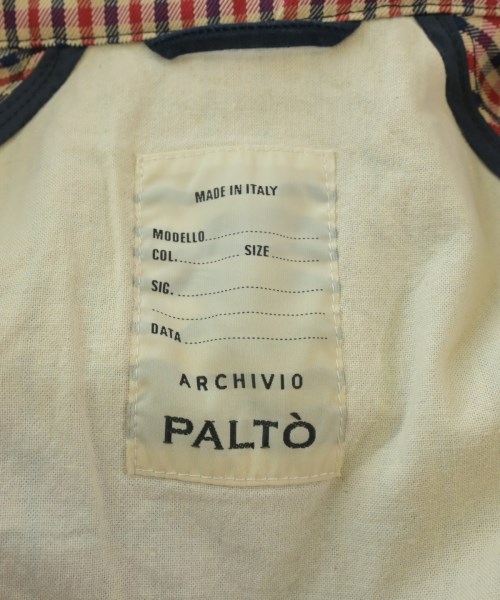 MADE IN ITALY
MODELLO
COL. SIZE
SIG.
DATA
ARCHIVIO
PALTÒ